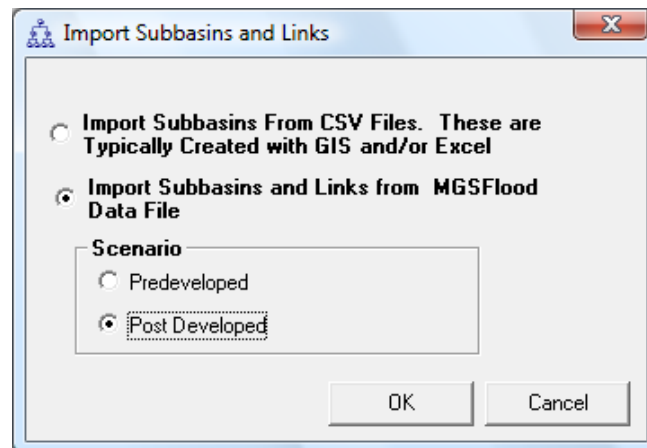 Import Subbasins and Links
Import Subbasins From CSV Files.  These are
Typically Created with GIS and/or Excel
Import Subbasins and Links from  MGSFlood
Data File
Scenario
Predeveloped
Post Developed
OK
Cancel